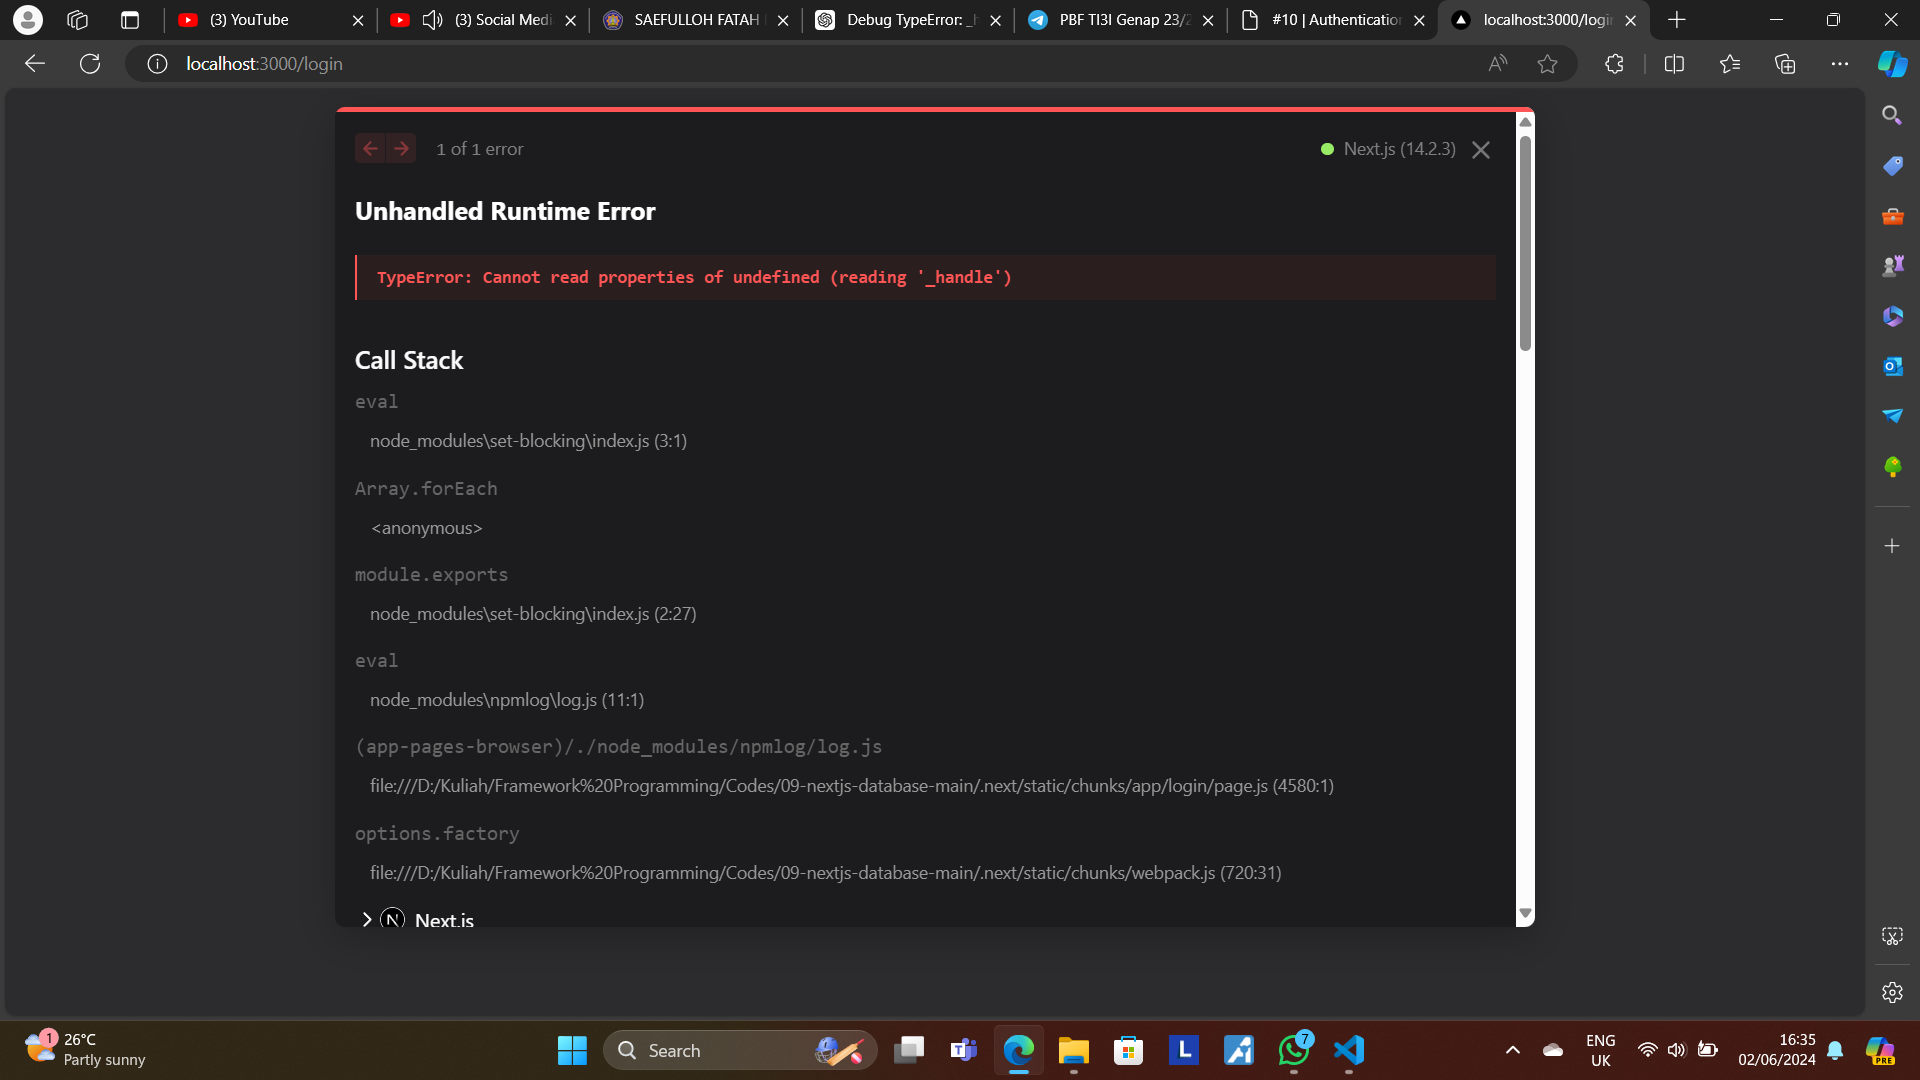 (3) YouTube
(3) Social Medi
SAEFULLOH FATAH
Debug TypeError: _h
PBF TI3I Genap 23/2
#10 | Authentication
localhost:3000/login
localhost:3000/login
1 of 1 error
Next.js (14.2.3)
Unhandled Runtime Error
TypeError: Cannot read properties of undefined (reading '_handle')
Call Stack
eval
node_modules\set-blocking\index.js (3:1)
Array.forEach
<anonymous>
module.exports
node_modules\set-blocking\index.js (2:27)
eval
node_modules\npmlog\log.js (11:1)
(app-pages-browser)/./node_modules/npmlog/log.js
file:///D:/Kuliah/Framework%20Programming/Codes/09-nextjs-database-main/.next/static/chunks/app/login/page.js (4580:1)
options.factory
file:///D:/Kuliah/Framework%20Programming/Codes/09-nextjs-database-main/.next/static/chunks/webpack.js (720:31)
Next.js
1
26°C
Partly sunny
Search
7
ENG
UK
16:35
02/06/2024
PRE